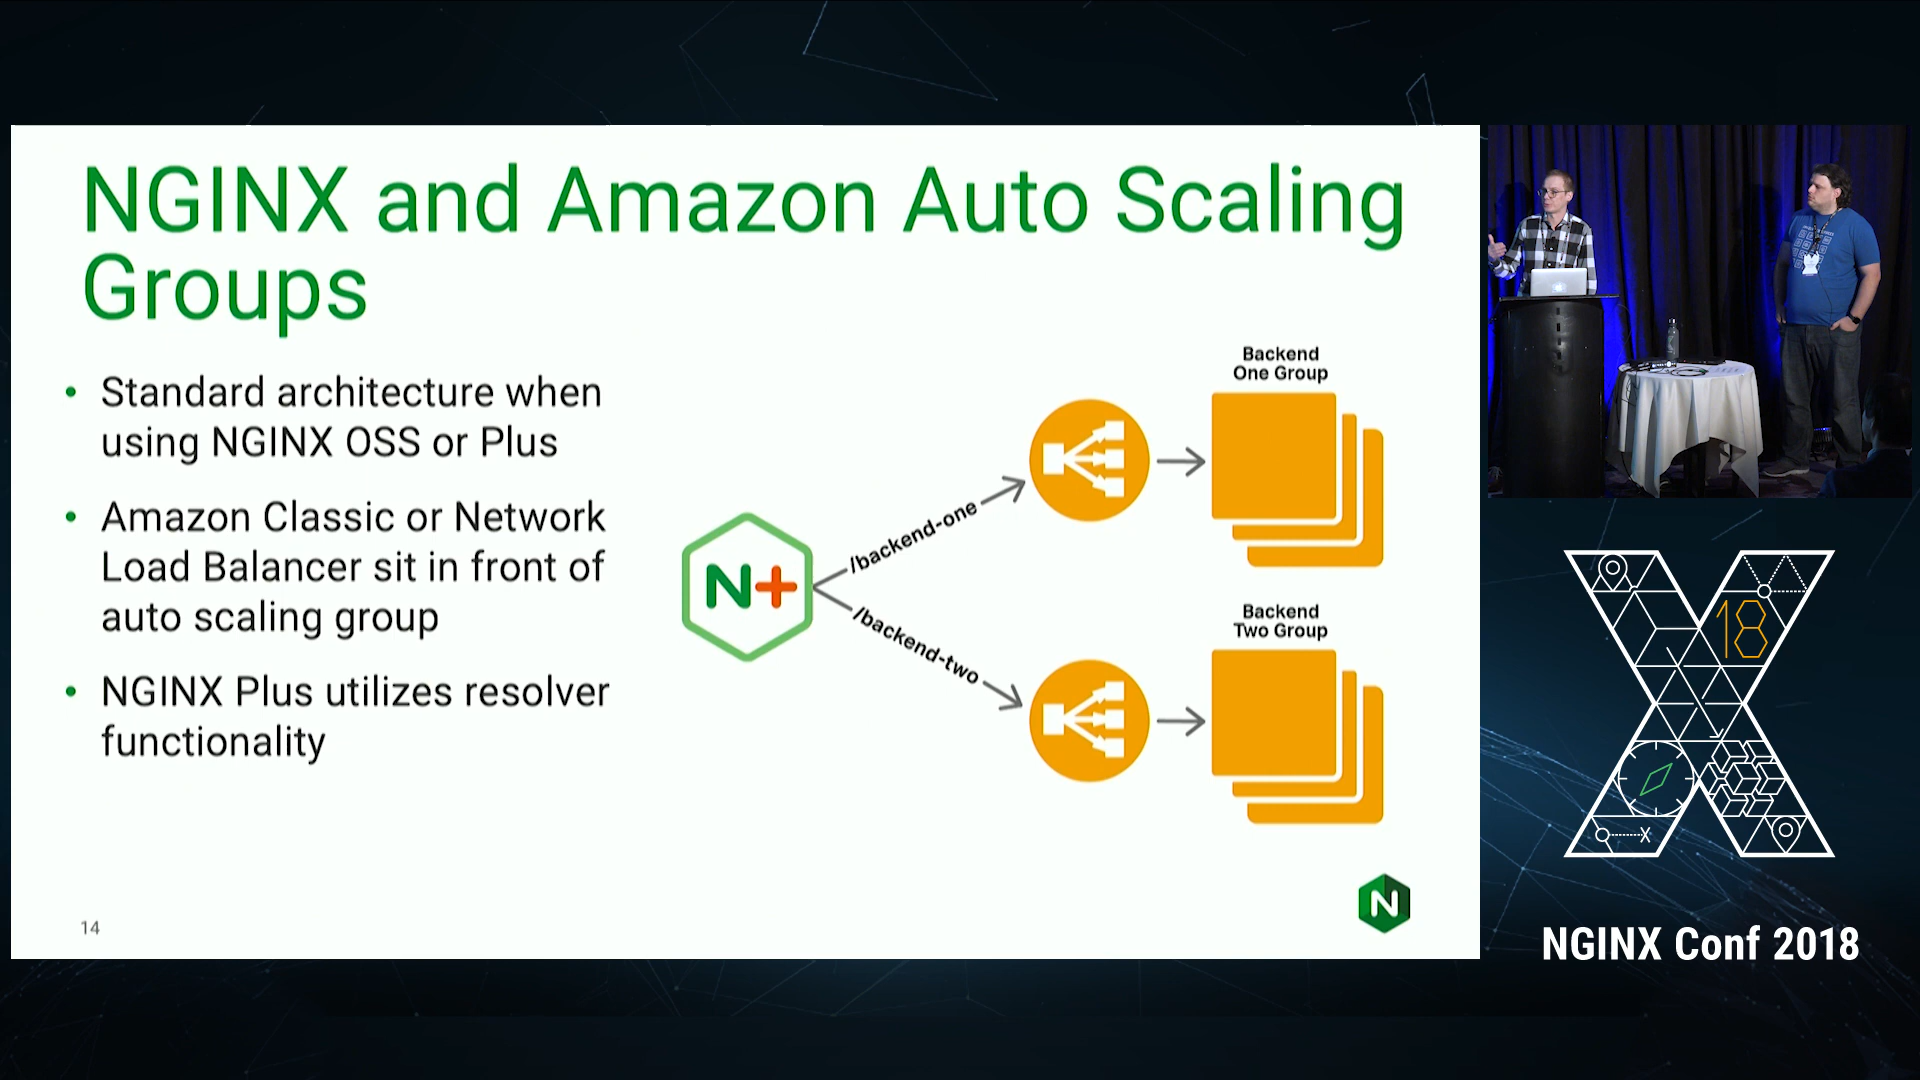 NGINX and Amazon Auto Scaling
Groups
• Standard architecture when
using NGINX OSS or Plus
• Amazon Classic or Network
Load Balancer sit in front of
auto scaling group
• NGINX Plus utilizes resolver
functionality
N+
/backend-one
/backend-two
Backend
One Group
Backend
Two Group
14
N
18
X
NGINX Conf 2018